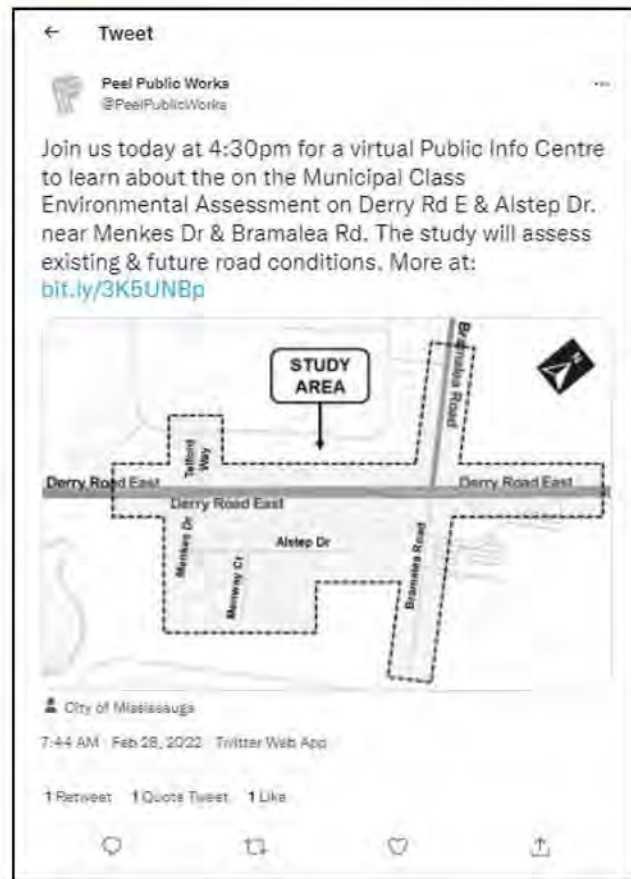 Tweet
Peel Public Works
@PeelPublicWorks
Join us today at 4:30pm for a virtual Public Info Centre
to learn about the on the Municipal Class
Environmental Assessment on Derry Rd E & Alstep Dr.
near Menkes Dr & Bramalea Rd. The study will assess
existing & future road conditions. More at:
bit.ly/3K5UNBp
STUDY
AREA
Bramalea Road
N
Telford
Way
Derry Road East
Derry Road East
Derry Road East
Menkes Dr
Alstep Dr
Menway Ct
Bramalea Road
City of Mississauga
7:44 AM · Feb 28, 2022 · Twitter Web App
1 Retweet 1 Quote Tweet 1 Like